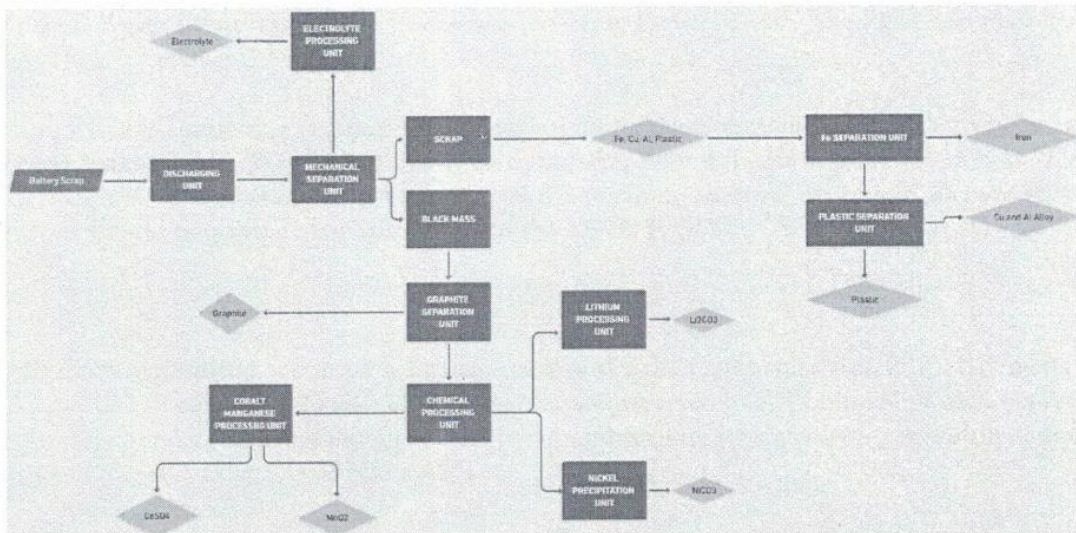 ELECTROLYTE
PROCESSING
UNIT
Electrolyte
SCRAP
Fe, Cu, Al, Plastic
Fe SEPARATION UNIT
Iron
Battery Scrap
DISCHARGING
UNIT
MECHANICAL
SEPARATION
UNIT
BLACK MASS
PLASTIC SEPARATION
UNIT
Cu and Al Alloy
Plastic
GRAPHITE
SEPARATION
UNIT
Graphite
LITHIUM
PROCESSING
UNIT
Li2CO3
COBALT
MANGANESE
PROCESSING UNIT
CHEMICAL
PROCESSING
UNIT
NICKEL
PRECIPITATION
UNIT
NiCO3
CoSO4
MnO2